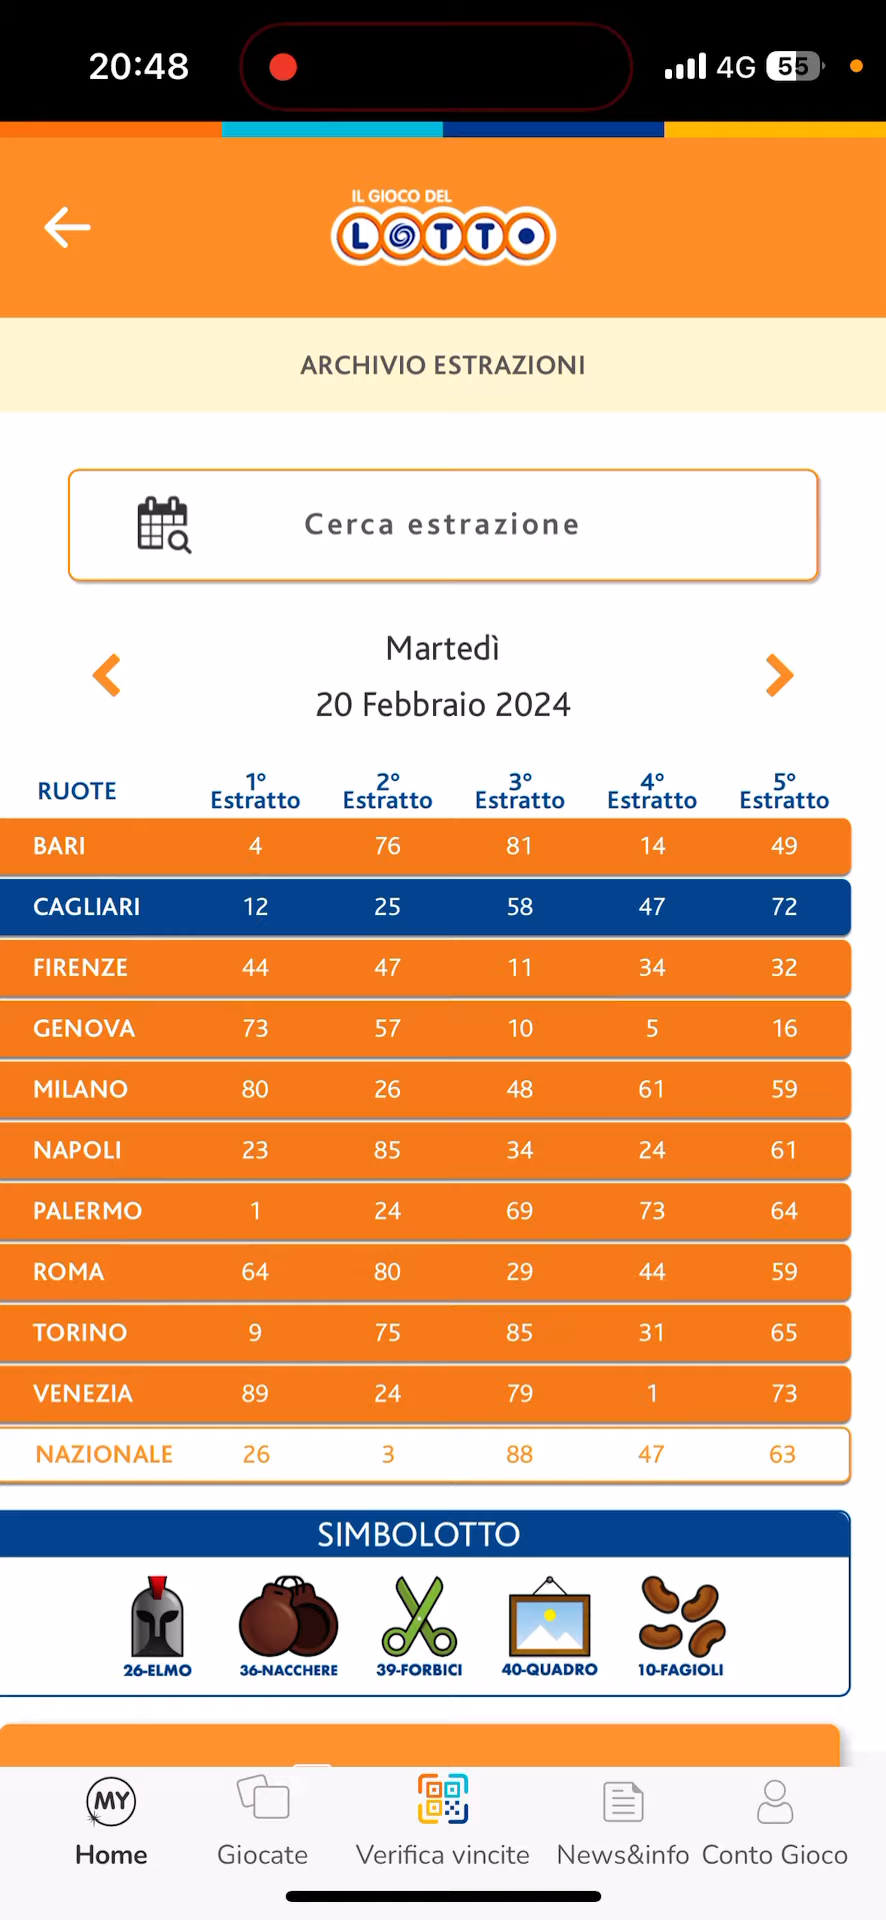 20:48
4G 55
IL GIOCO DEL
LOTTO
ARCHIVIO ESTRAZIONI
Cerca estrazione
Martedì
20 Febbraio 2024
RUOTE 1° Estratto 2° Estratto 3° Estratto 4° Estratto 5° Estratto
BARI 4 76 81 14 49
CAGLIARI 12 25 58 47 72
FIRENZE 44 47 11 34 32
GENOVA 73 57 10 5 16
MILANO 80 26 48 61 59
NAPOLI 23 85 34 24 61
PALERMO 1 24 69 73 64
ROMA 64 80 29 44 59
TORINO 9 75 85 31 65
VENEZIA 89 24 79 1 73
NAZIONALE 26 3 88 47 63
SIMBOLOTTO
26-ELMO 36-NACCHERE 39-FORBICI 40-QUADRO 10-FAGIOLI
MY
Home Giocate Verifica vincite News&info Conto Gioco